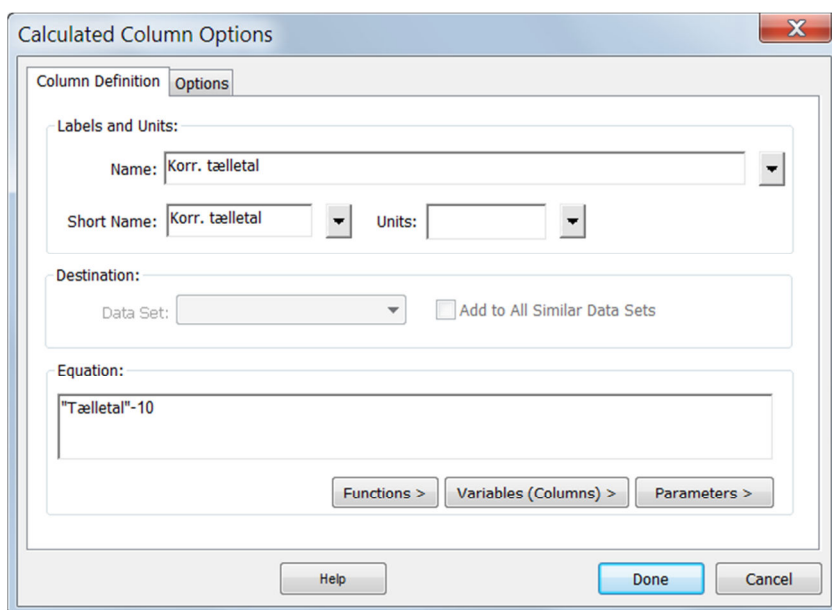 Calculated Column Options
Column Definition Options
Labels and Units:
Name: Korr. tælletal
Short Name: Korr. tælletal Units:
Destination:
Data Set: Add to All Similar Data Sets
Equation:
"Tælletal"-10
Functions > Variables (Columns) > Parameters >
Help Done Cancel